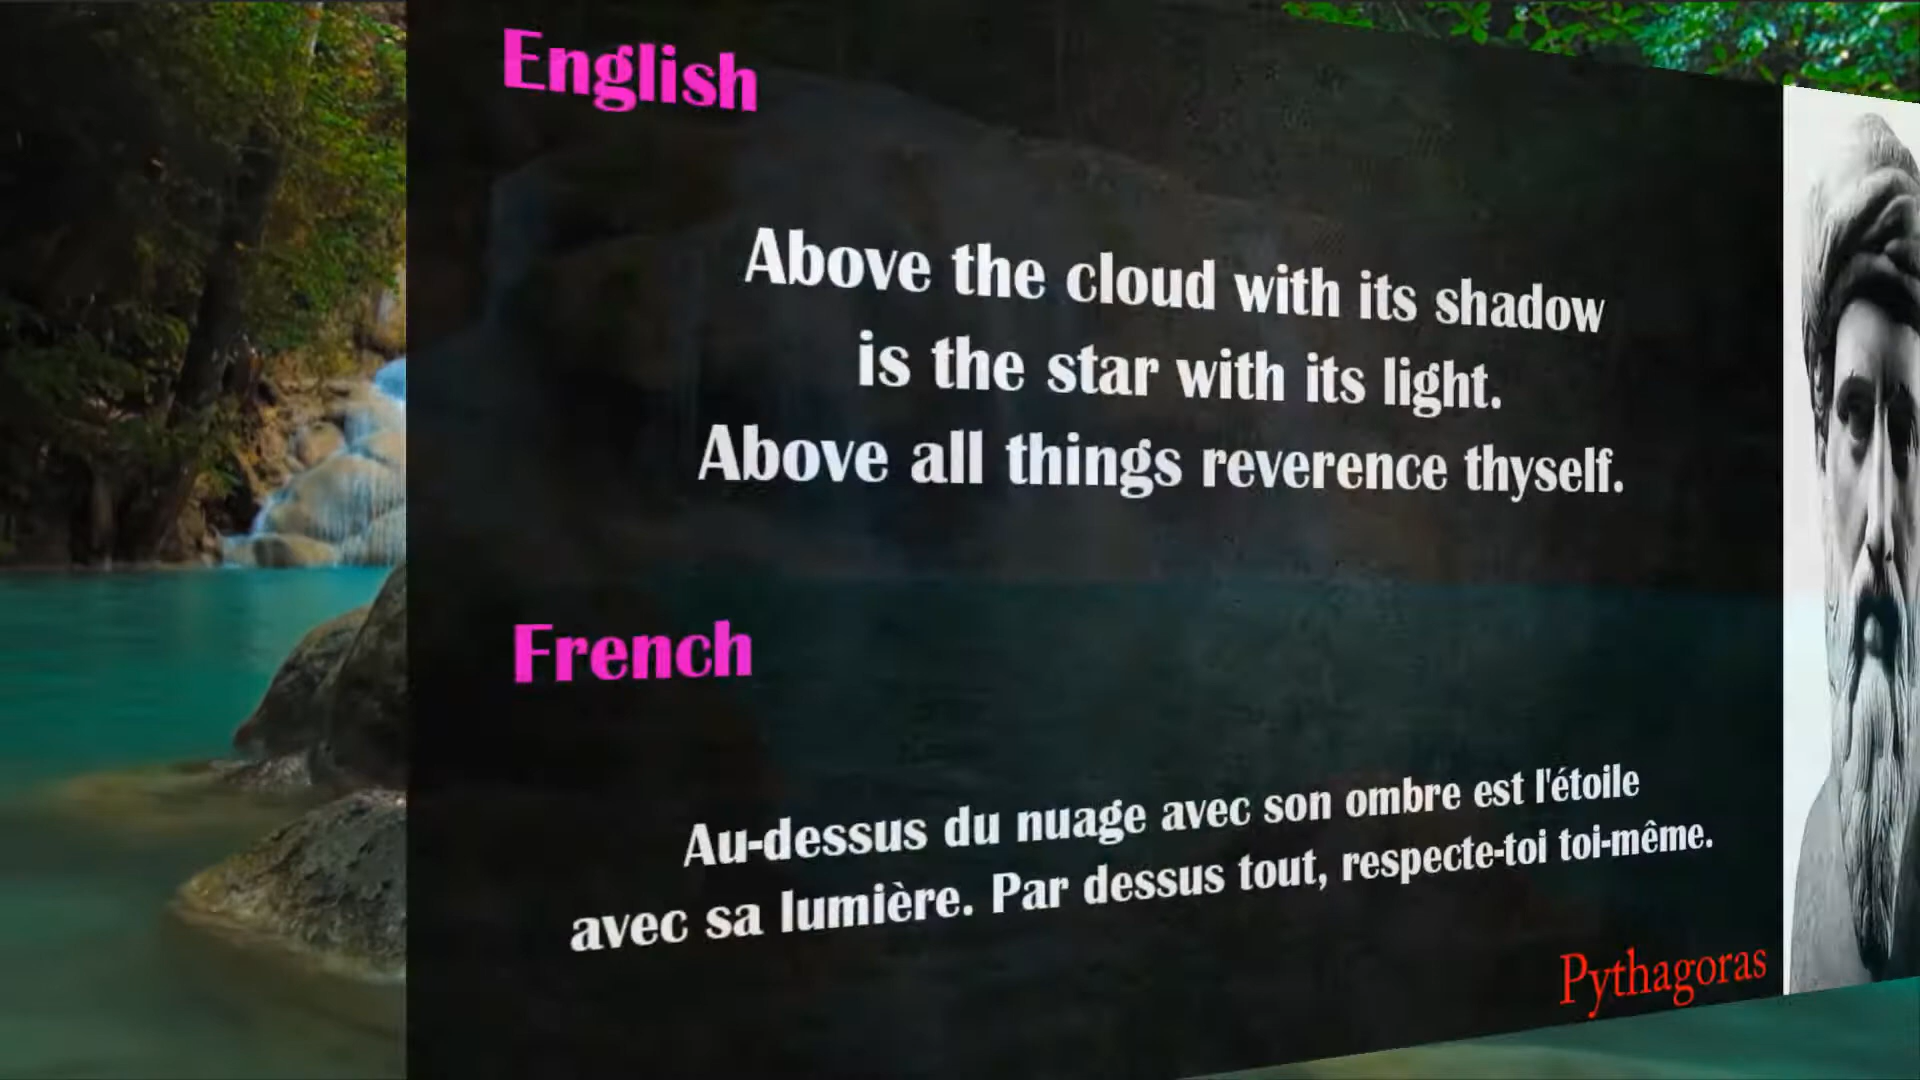 English
Above the cloud with its shadow
is the star with its light.
Above all things reverence thyself.
French
Au-dessus du nuage avec son ombre est l'étoile
avec sa lumière. Par dessus tout, respecte-toi toi-même.
Pythagoras